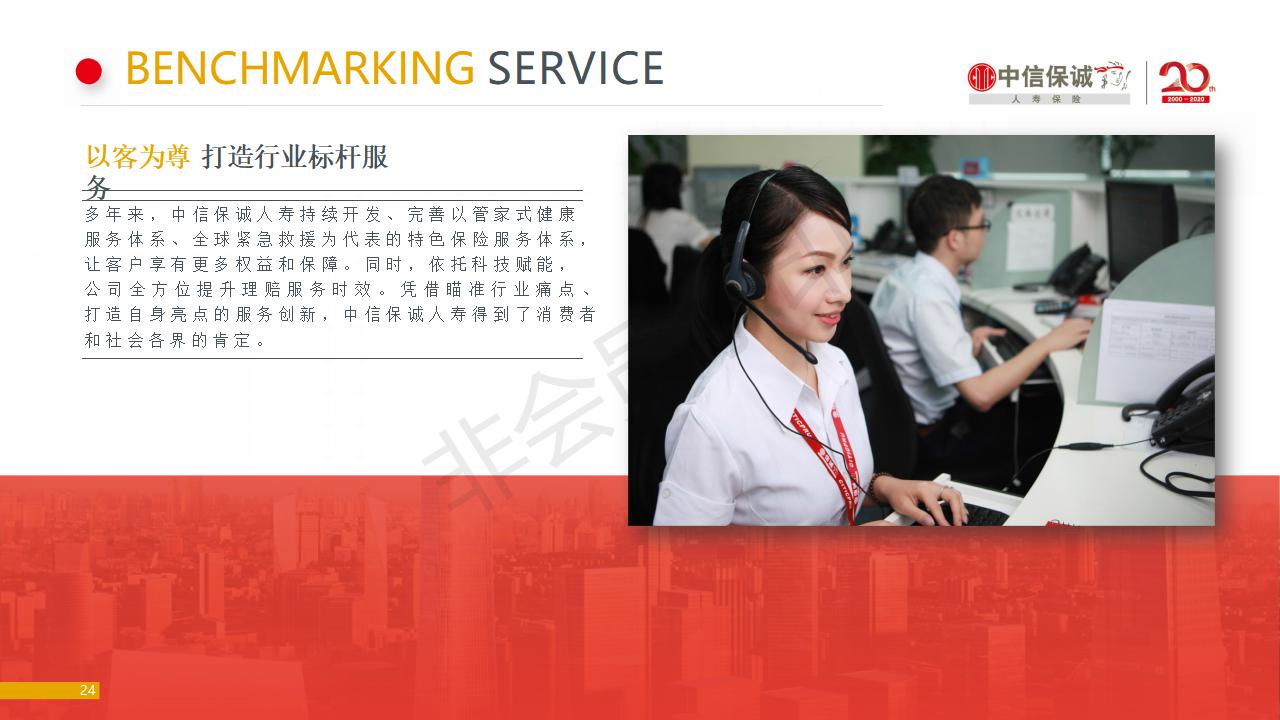 BENCHMARKING SERVICE
中信保诚
人寿保险
20th
2000－2020
以客为尊 打造行业标杆服
务
多年来，中信保诚人寿持续开发、完善以管家式健康
服务体系、全球紧急救援为代表的特色保险服务体系，
让客户享有更多权益和保障。同时，依托科技赋能，
公司全方位提升理赔服务时效。凭借瞄准行业痛点、
打造自身亮点的服务创新，中信保诚人寿得到了消费者
和社会各界的肯定。
非会员
24